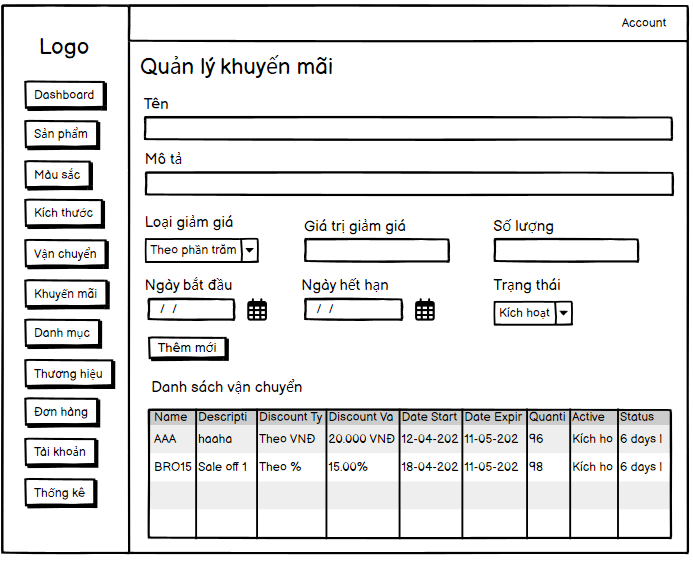 Account
Logo
Dashboard
Sản phẩm
Màu sắc
Kích thước
Vận chuyển
Khuyến mãi
Danh mục
Thương hiệu
Đơn hàng
Tài khoản
Thống kê
Quản lý khuyến mãi
Tên
Mô tả
Loại giảm giá Giá trị giảm giá Số lượng
Theo phần trăm
Ngày bắt đầu Ngày hết hạn Trạng thái
/ / / / Kích hoạt
Thêm mới
Danh sách vận chuyển
Name Descripti Discount Ty Discount Va Date Start Date Expir Quanti Active Status
AAA haaha Theo VNĐ 20.000 VNĐ 12-04-202 11-05-202 96 Kích ho 6 days l
BRO15 Sale off 1 Theo % 15.00% 18-04-202 11-05-202 98 Kích ho 6 days l